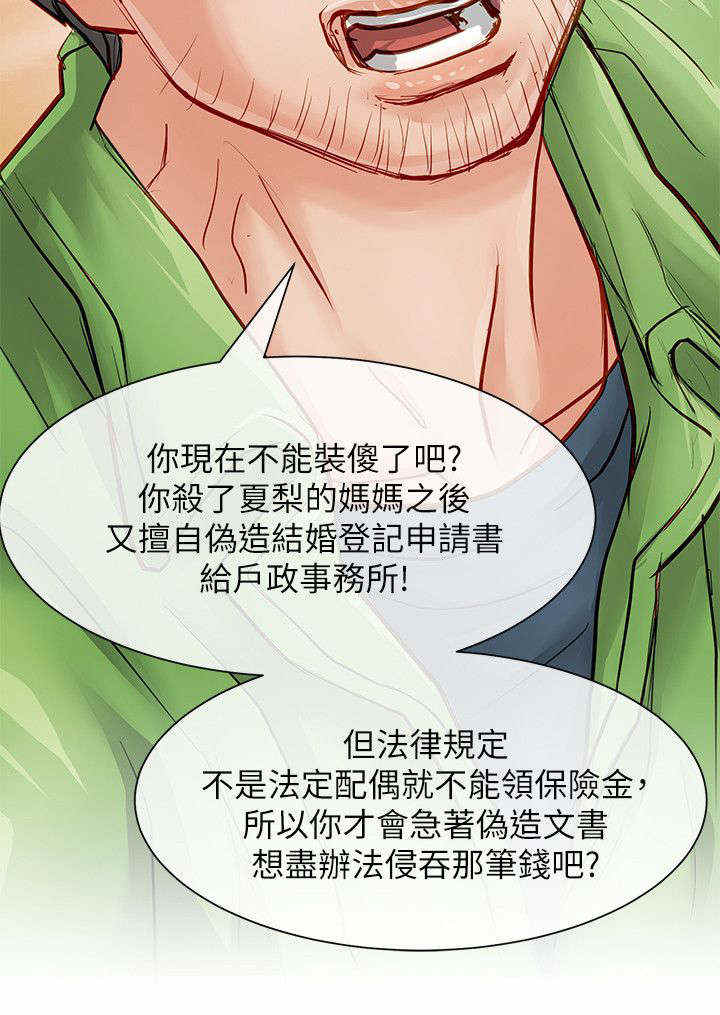 你現在不能裝傻了吧?
你殺了夏梨的媽媽之後
又擅自偽造結婚登記申請書
給戶政事務所!
但法律規定
不是法定配偶就不能領保險金,
所以你才會急著偽造文書
想盡辦法侵吞那筆錢吧?